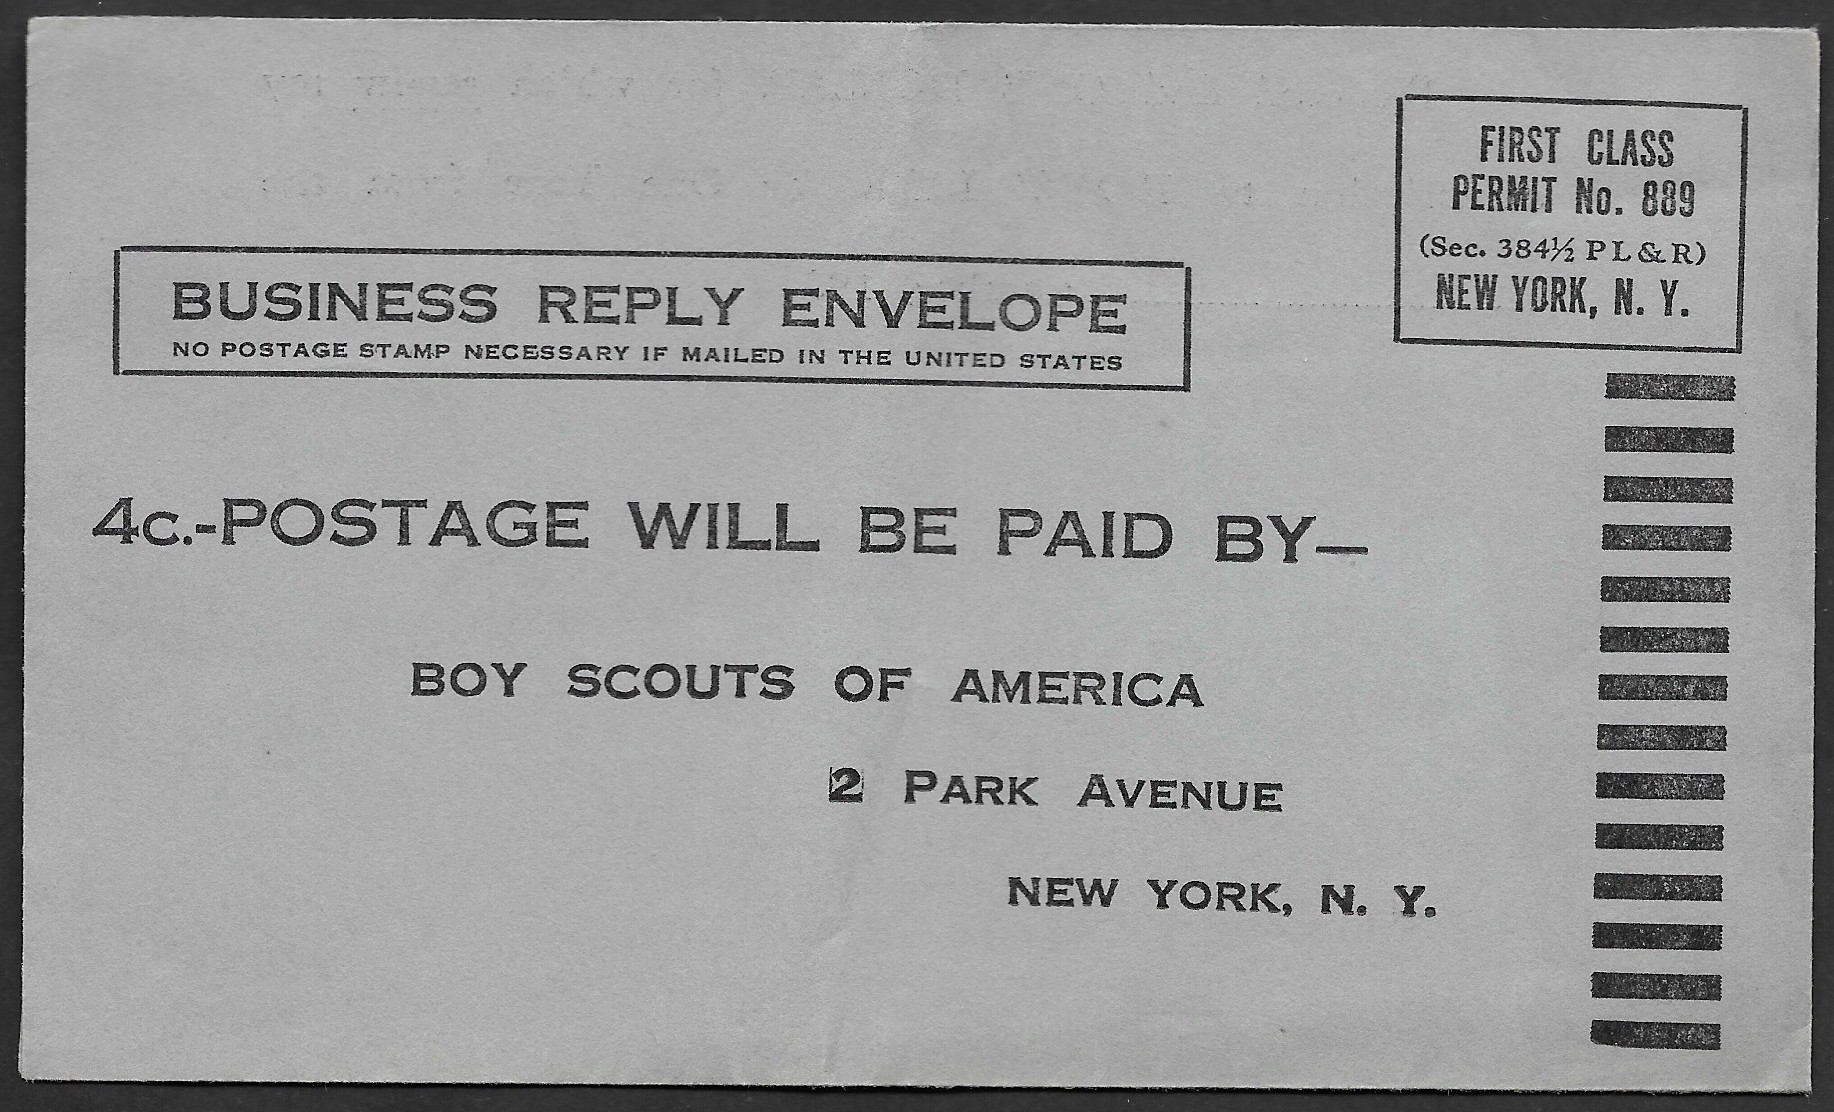 FIRST CLASS
PERMIT No. 889
(Sec. 384½ P L & R)
NEW YORK, N. Y.
BUSINESS REPLY ENVELOPE
NO POSTAGE STAMP NECESSARY IF MAILED IN THE UNITED STATES
4c.-POSTAGE WILL BE PAID BY—
BOY SCOUTS OF AMERICA
2 PARK AVENUE
NEW YORK, N. Y.